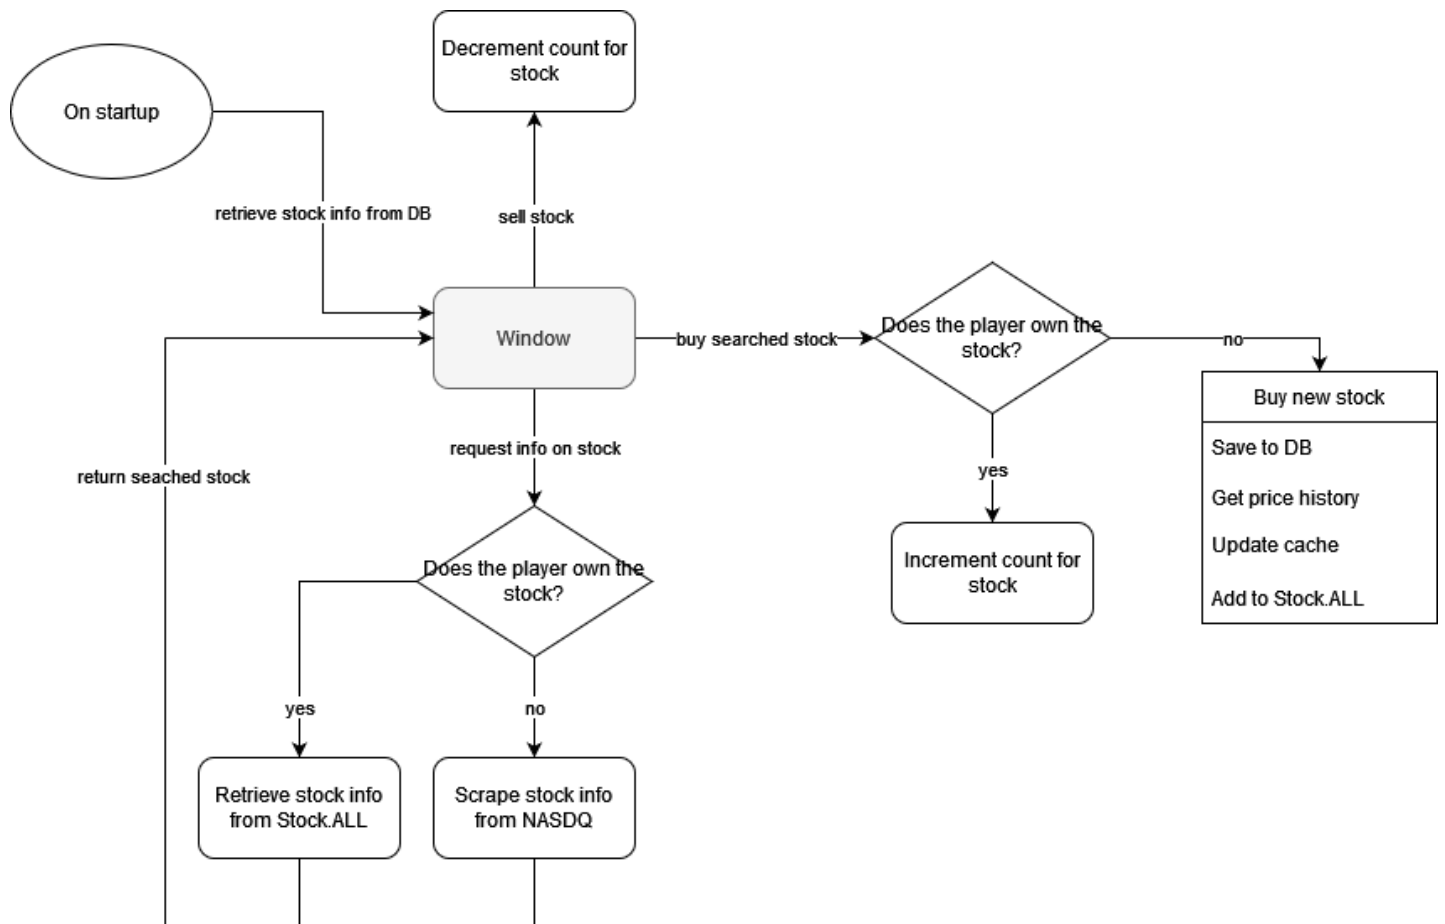 Decrement count for
stock
On startup
retrieve stock info from DB
sell stock
Window
buy searched stock
Does the player own the
stock?
no
Buy new stock
Save to DB
Get price history
Update cache
Add to Stock.ALL
yes
Increment count for
stock
request info on stock
return seached stock
Does the player own the
stock?
yes
no
Retrieve stock info
from Stock.ALL
Scrape stock info
from NASDQ